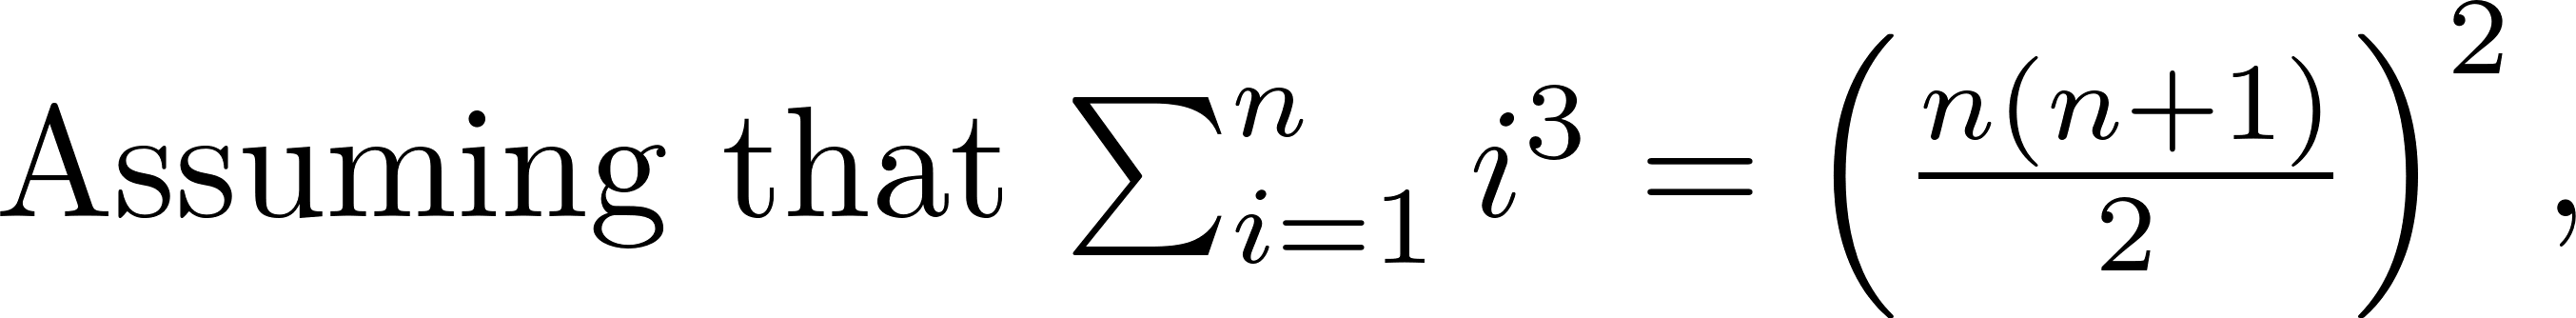 Assuming that $\sum_{i=1}^{n} i^3 = \left(\frac{n(n+1)}{2}\right)^2$,